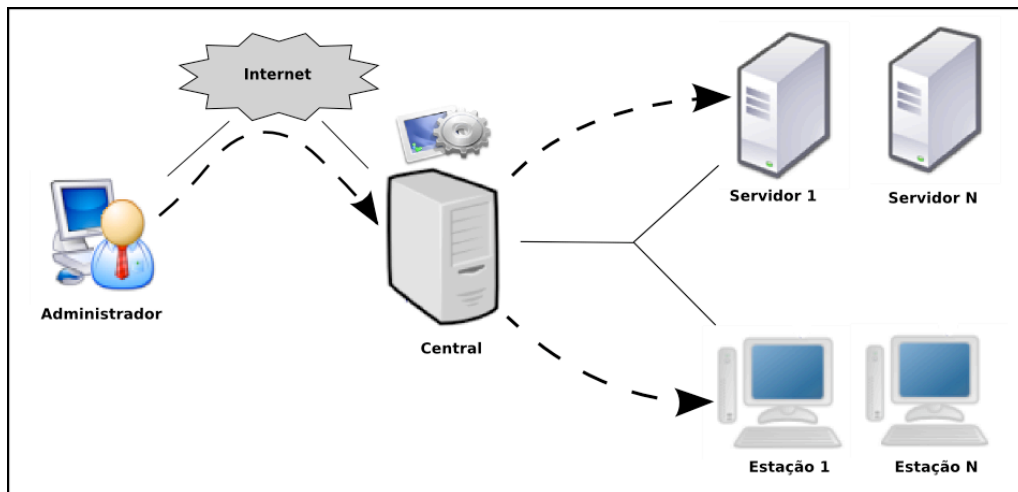 Internet
Servidor 1
Servidor N
Administrador
Central
Estação 1
Estação N